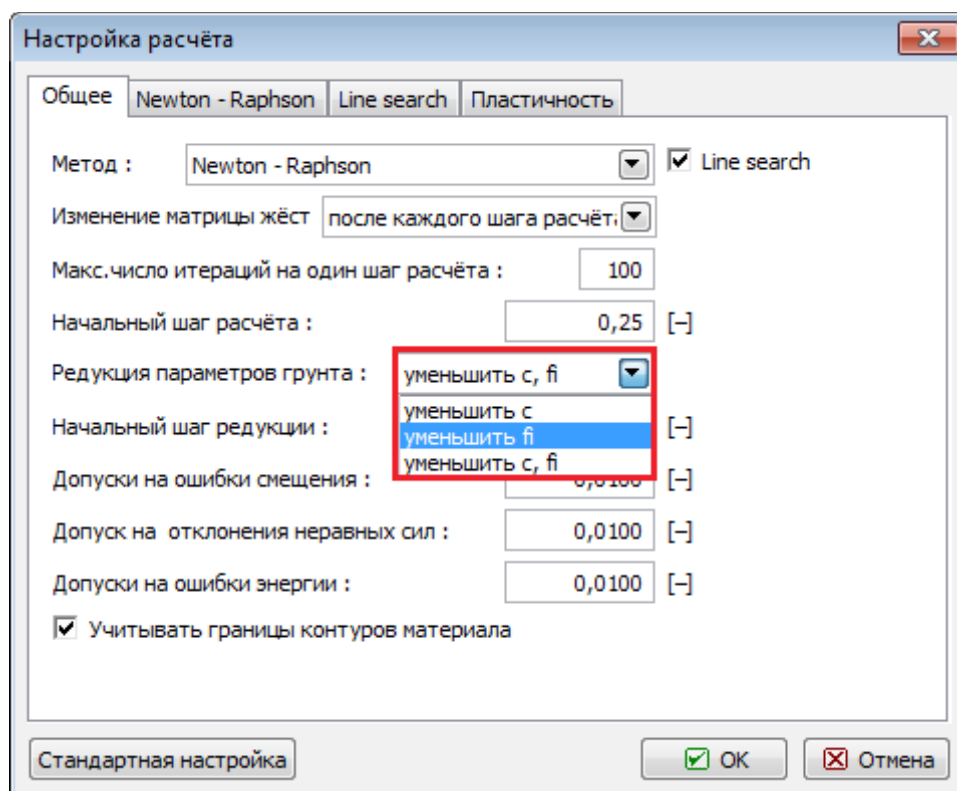 Настройка расчёта
Общее Newton - Raphson Line search Пластичность
Метод : Newton - Raphson Line search
Изменение матрицы жёст после каждого шага расчёта
Макс.число итераций на один шаг расчёта : 100
Начальный шаг расчёта : 0,25 [–]
Редукция параметров грунта : уменьшить c, fi
уменьшить c
Начальный шаг редукции : уменьшить fi [–]
уменьшить c, fi
Допуски на ошибки смещения : 0,0100 [–]
Допуск на отклонения неравных сил : 0,0100 [–]
Допуски на ошибки энергии : 0,0100 [–]
Учитывать границы контуров материала
Стандартная настройка OK Отмена